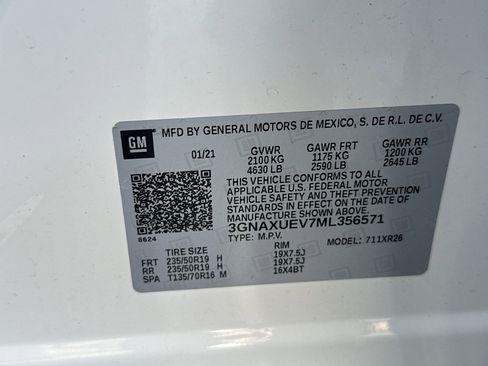 MFD BY GENERAL MOTORS DE MEXICO, S. DE R.L. DE C.V.
GM
01/21 GVWR GAWR FRT GAWR RR
2100 KG 1175 KG 1200 KG
4630 LB 2590 LB 2645 LB
THIS VEHICLE CONFORMS TO ALL
APPLICABLE U.S. FEDERAL MOTOR
VEHICLE SAFETY, BUMPER, AND
THEFT PREVENTION STANDARDS IN
EFFECT ON THE DATE OF
MANUFACTURE SHOWN ABOVE.
3GNAXUEV7ML356571
8624
TYPE: M.P.V. MODEL: 711XR26
TIRE SIZE RIM
FRT 235/50R19 H 19X7.5J
RR 235/50R19 H 19X7.5J
SPA T135/70R16 M 16X4BT